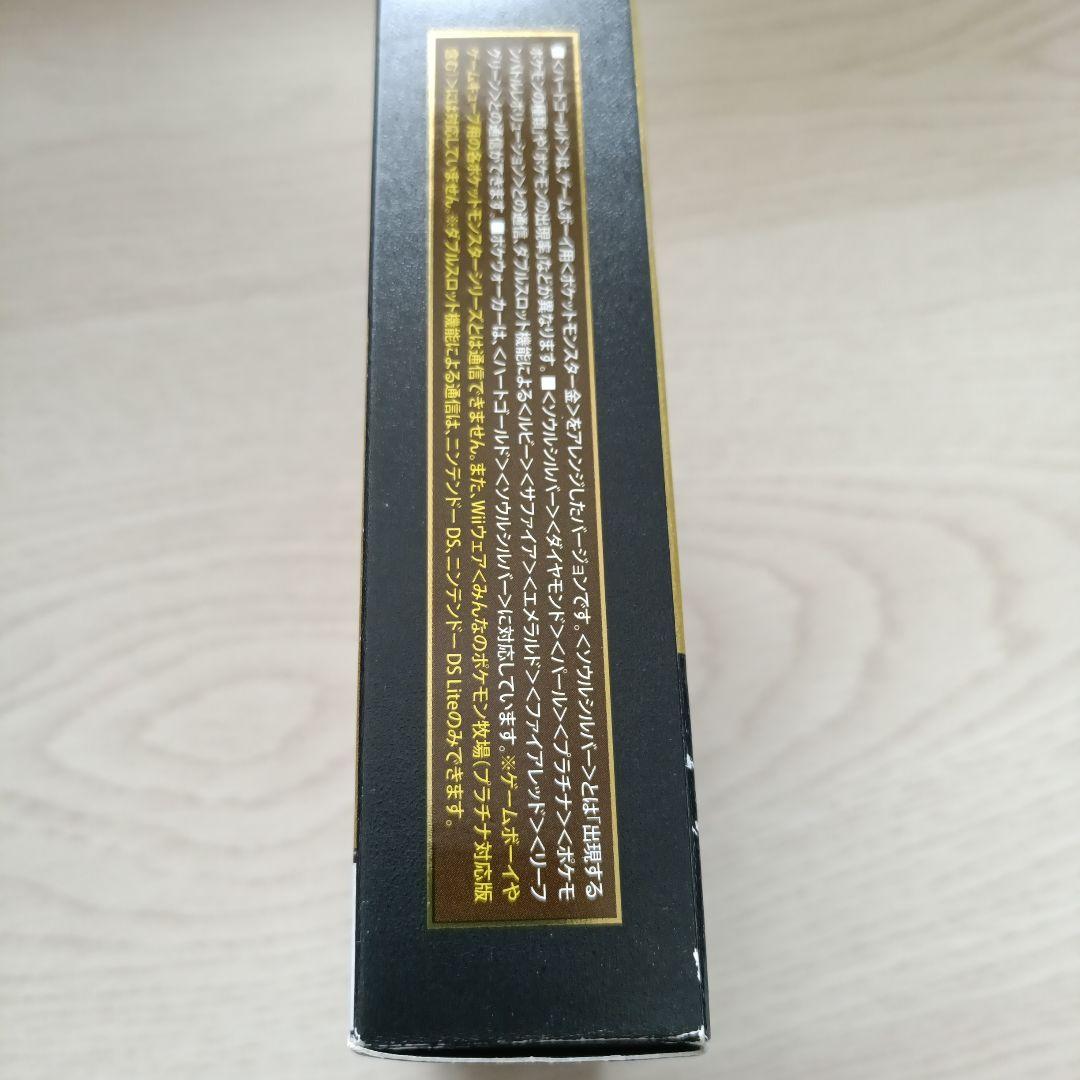 ■<ハートゴールド>は、ゲームボーイ用<ポケットモンスター金>をアレンジしたバージョンです。<ソウルシルバー>とは「出現する
ポケモンの種類」や「ポケモンの出現率」などが異なります。■<ソウルシルバー><ダイヤモンド><パール><プラチナ><ポケモ
ンバトルレボリューション>との通信、ダブルスロット機能による<ルビー><サファイア><エメラルド><ファイアレッド><リーフ
グリーン>との通信ができます。■ポケウォーカーは、<ハートゴールド><ソウルシルバー>に対応しています。※ゲームボーイや
ゲームキューブ用の各ポケットモンスターシリーズとは通信できません。また、Wiiウェア<みんなのポケモン牧場(プラチナ対応版
含む)>には対応していません。※ダブルスロット機能による通信は、ニンテンドーDS、ニンテンドーDS Liteのみできます。